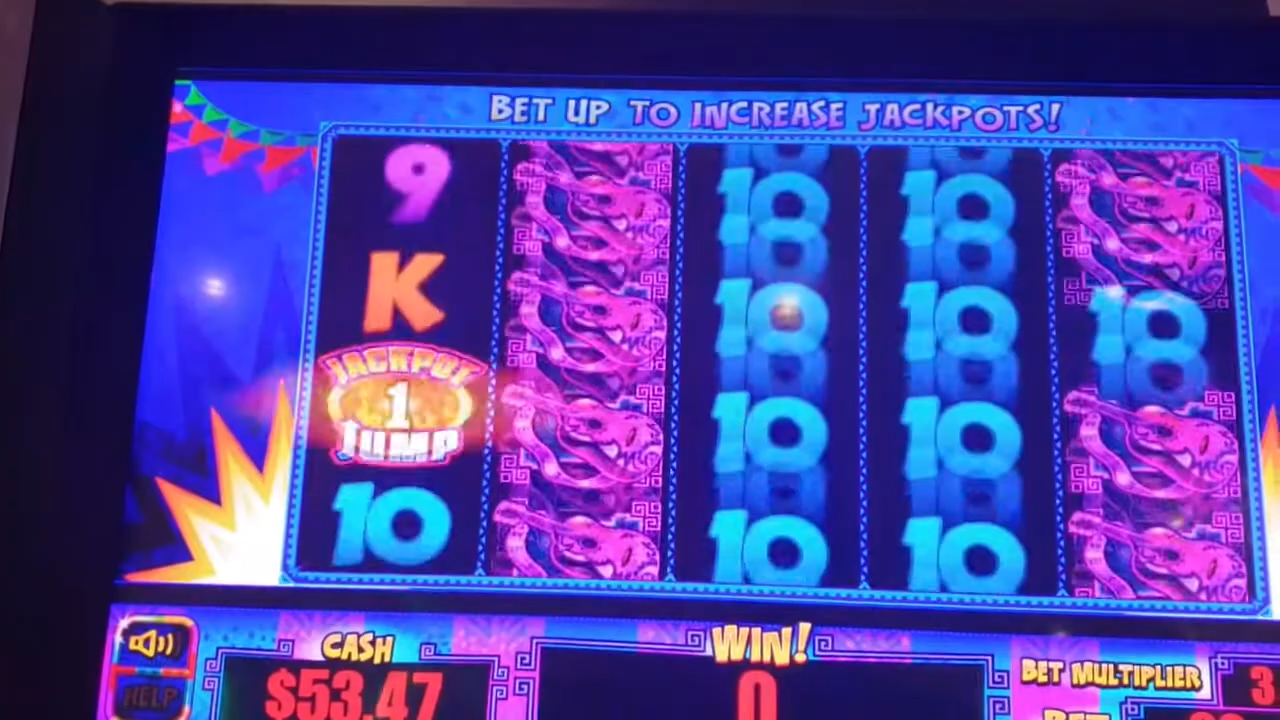 BET UP TO INCREASE JACKPOTS!
9
10 10
K
10 10 10
JACKPOT
1
JUMP
10 10
10
10 10
CASH
WIN!
BET MULTIPLIER
3
HELP
$53.47
0
BET